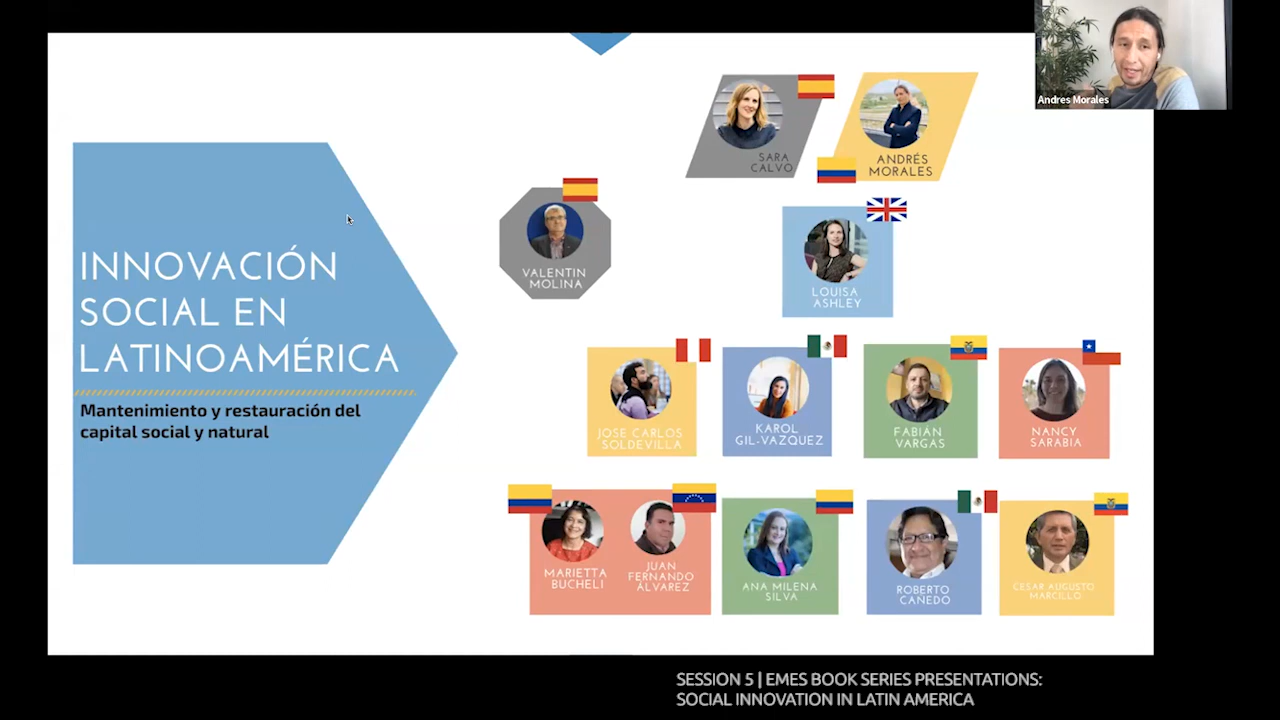 Andres Morales
INNOVACIÓN
SOCIAL EN
LATINOAMÉRICA
Mantenimiento y restauración del
capital social y natural
SARA
CALVO
ANDRÉS
MORALES
VALENTIN
MOLINA
LOUISA
ASHLEY
JOSE CARLOS
SOLDEVILLA
KAROL
GIL-VAZQUEZ
FABIÁN
VARGAS
NANCY
SARABIA
MARIETTA
BUCHELI
JUAN
FERNANDO
ÁLVAREZ
ANA MILENA
SILVA
ROBERTO
CAÑEDO
CESAR AUGUSTO
MARCILLO
SESSION 5 | EMES BOOK SERIES PRESENTATIONS:
SOCIAL INNOVATION IN LATIN AMERICA